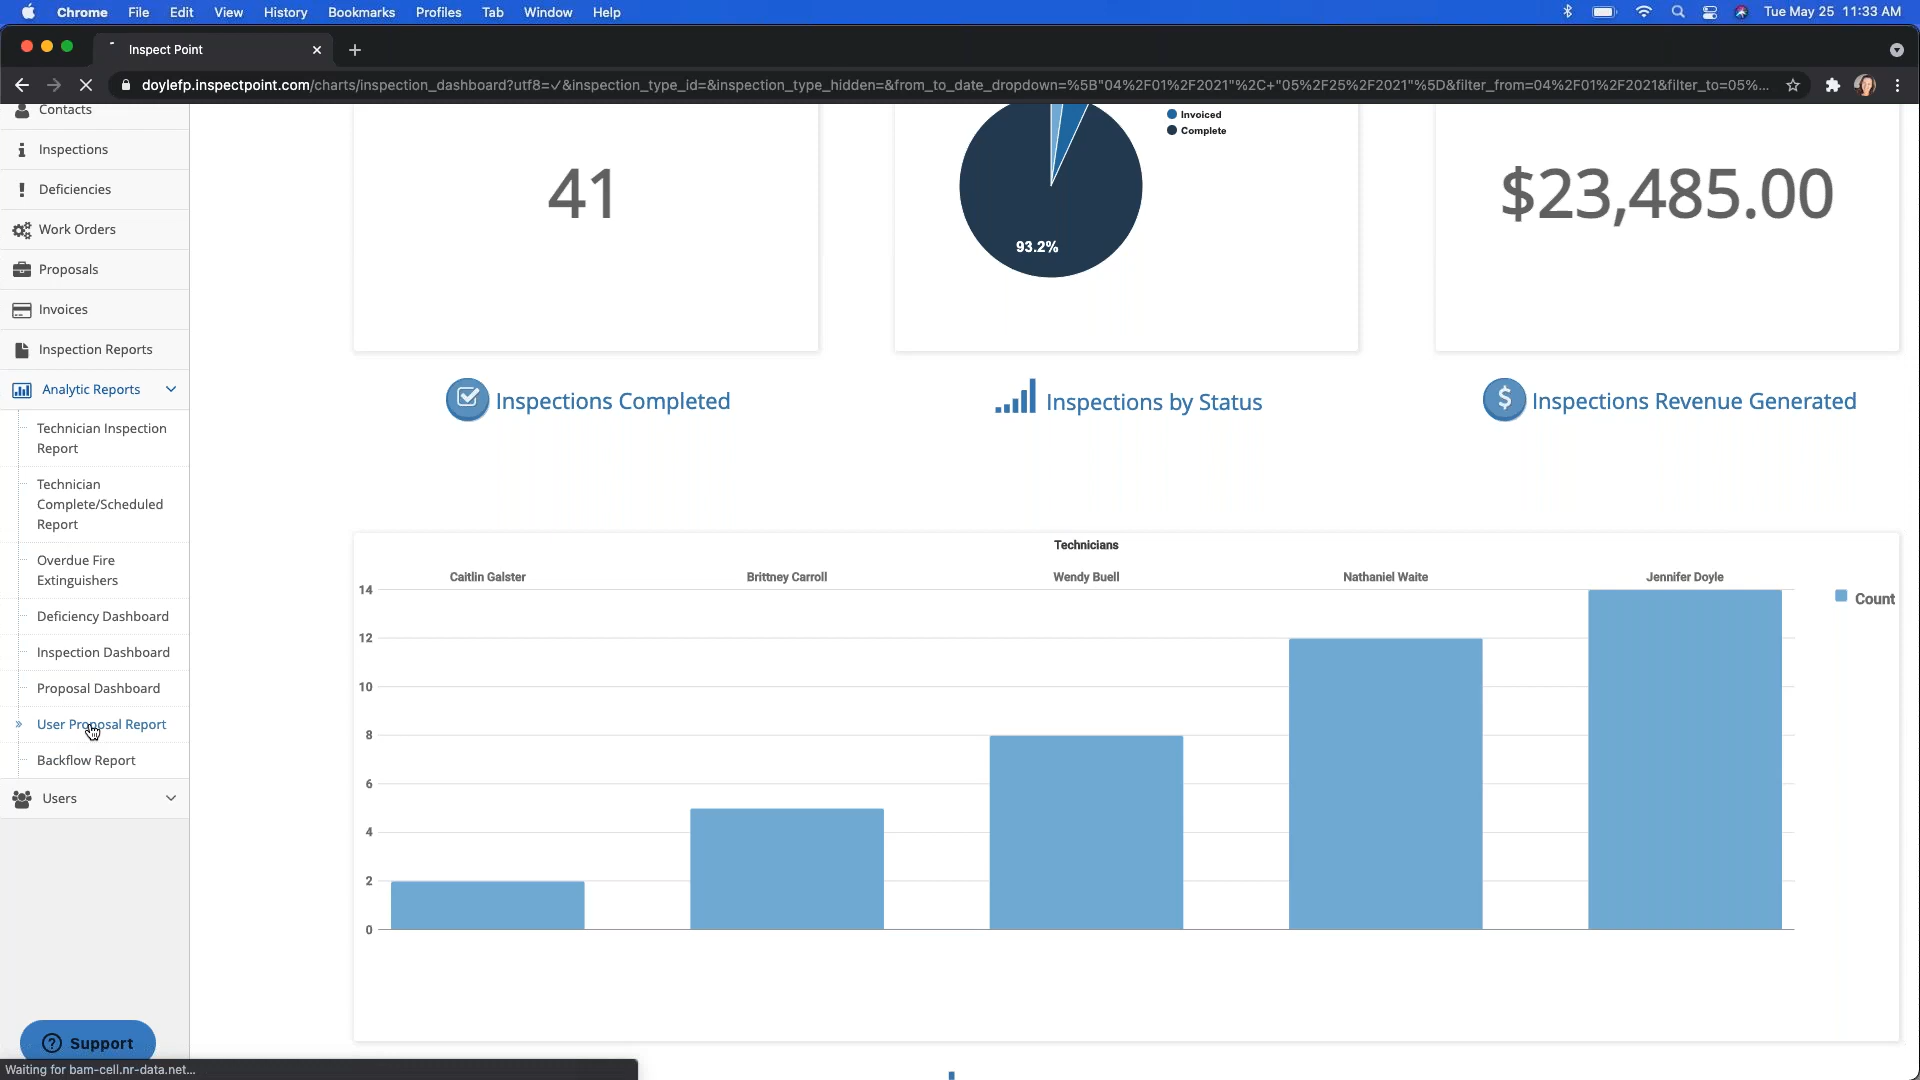 Chrome File Edit View History Bookmarks Profiles Tab Window Help Tue May 25 11:33 AM
Inspect Point
doylefp.inspectpoint.com/charts/inspection_dashboard?utf8=✓&inspection_type_id=&inspection_type_hidden=&from_to_date_dropdown=%5B"04%2F01%2F2021"%2C+"05%2F25%2F2021"%5D&filter_from=04%2F01%2F2021&filter_to=05%...
Contacts
Inspections
Deficiencies
Work Orders
Proposals
Invoices
Inspection Reports
Analytic Reports
Technician Inspection
Report
Technician
Complete/Scheduled
Report
Overdue Fire
Extinguishers
Deficiency Dashboard
Inspection Dashboard
Proposal Dashboard
» User Proposal Report
Backflow Report
Users
? Support
Waiting for bam-cell.nr-data.net...
41
Invoiced
Complete
93.2%
$23,485.00
Inspections Completed
Inspections by Status
$ Inspections Revenue Generated
Technicians
Caitlin Galster Brittney Carroll Wendy Buell Nathaniel Waite Jennifer Doyle
14
12
10
8
6
4
2
0
Count